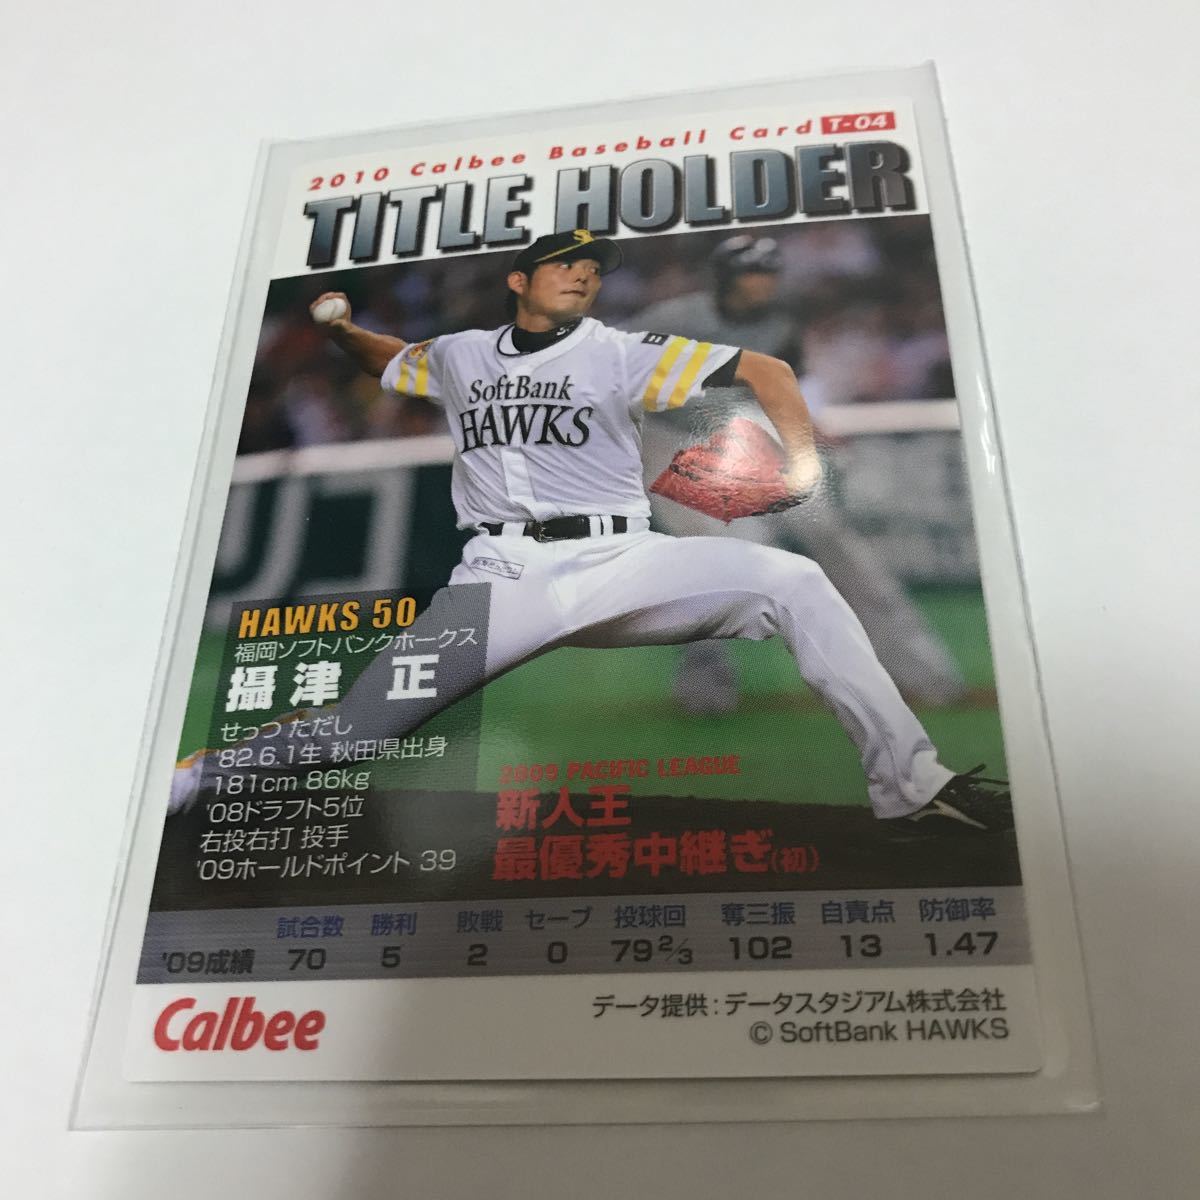 2010 Calbee Baseball Card T-04
TITLE HOLDER
SoftBank
HAWKS
HAWKS 50
福岡ソフトバンクホークス
攝津 正
せっつ ただし
'82.6.1生 秋田県出身
181cm 86kg
'08ドラフト5位
右投右打 投手
'09ホールドポイント 39
2009 PACIFIC LEAGUE
新人王
最優秀中継ぎ(初)
試合数 勝利 敗戦 セーブ 投球回 奪三振 自責点 防御率
'09成績 70 5 2 0 79 2/3 102 13 1.47
Calbee
データ提供:データスタジアム株式会社
© SoftBank HAWKS